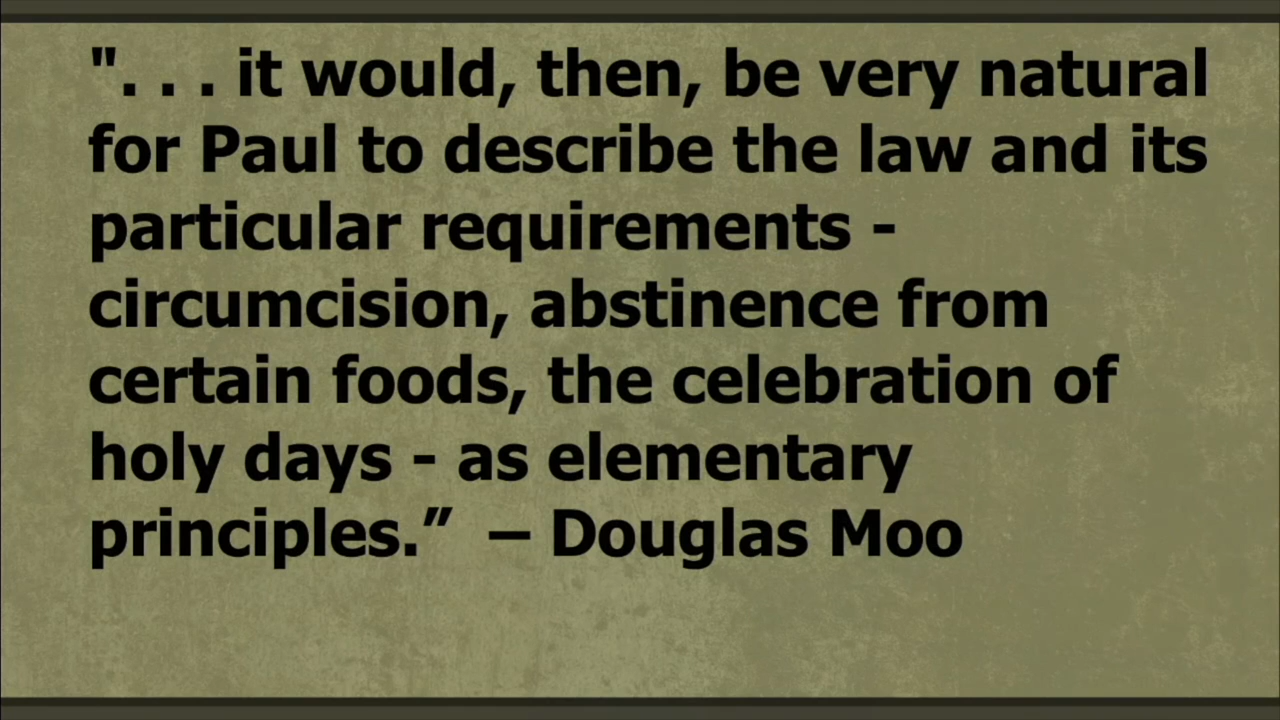 ". . . it would, then, be very natural
for Paul to describe the law and its
particular requirements -
circumcision, abstinence from
certain foods, the celebration of
holy days - as elementary
principles.” – Douglas Moo